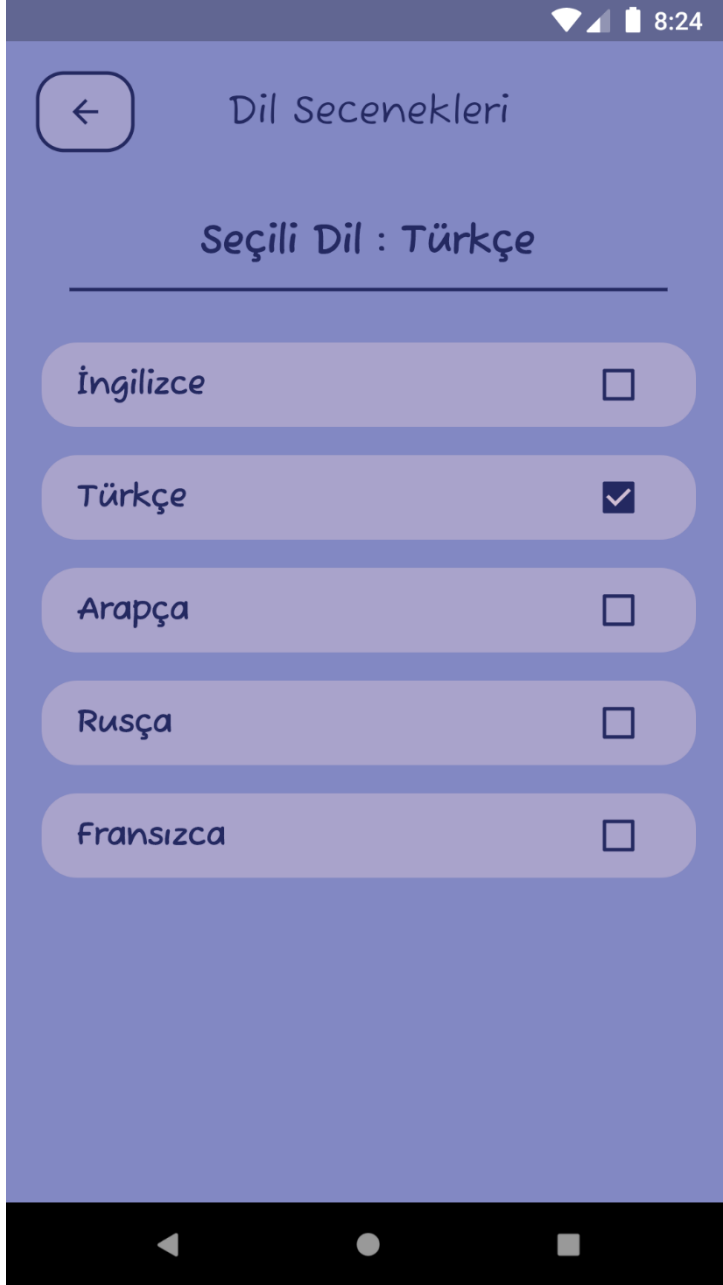 8:24
Dil Secenekleri
Seçili Dil : Türkçe
İngilizce
Türkçe
Arapça
Rusça
Fransızca